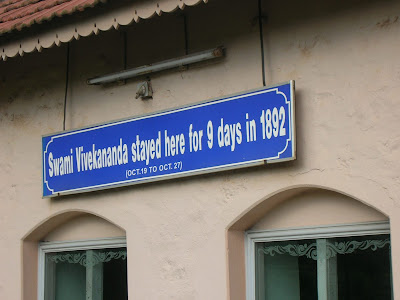 Swami Vivekananda stayed here for 9 days in 1892
(OCT.19 TO OCT. 27)